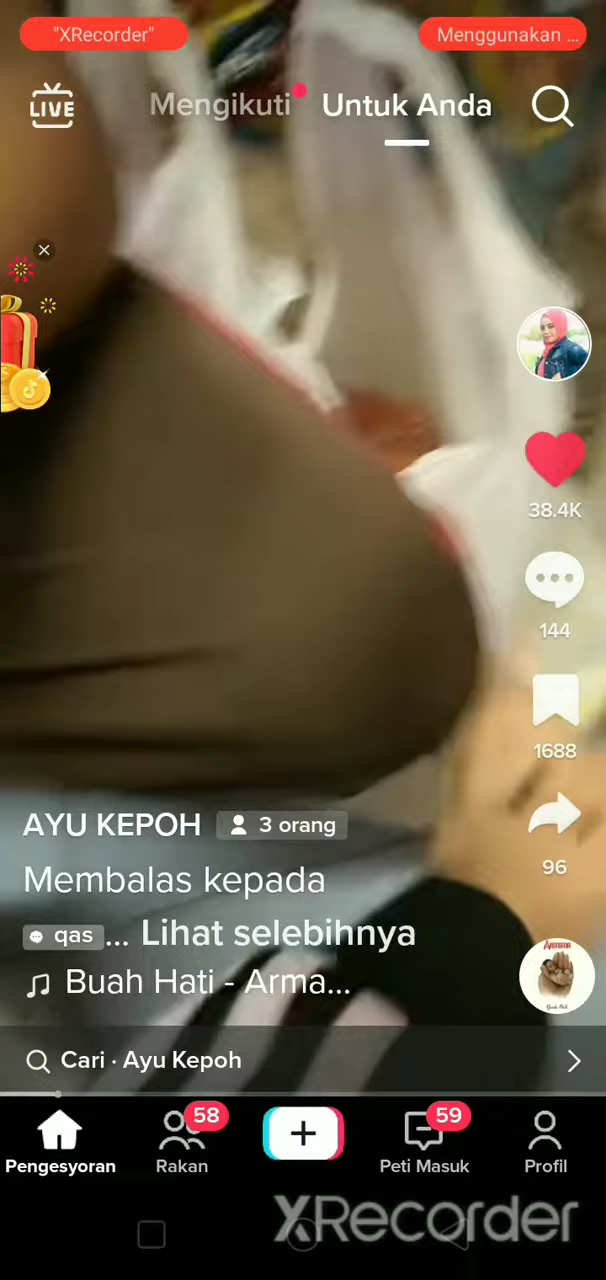 "XRecorder"
Menggunakan ...
LIVE
Mengikuti
Untuk Anda
38.4K
144
1688
96
AYU KEPOH
3 orang
Membalas kepada
qas... Lihat selebihnya
Buah Hati - Arma...
Cari · Ayu Kepoh
58
59
Pengesyoran
Rakan
Peti Masuk
Profil
XRecorder